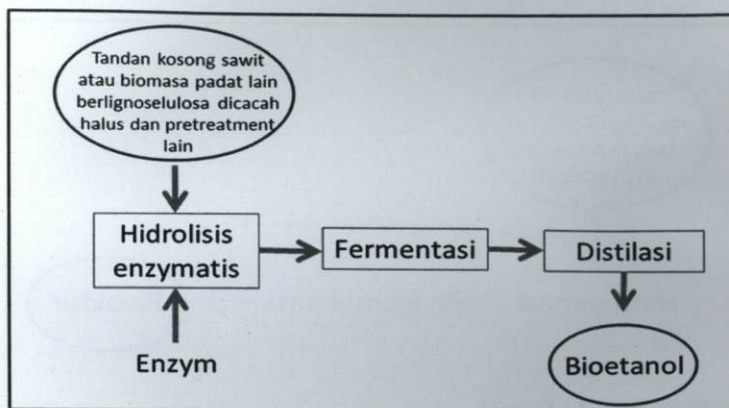 Tandan kosong sawit
atau biomasa padat lain
berlignoselulosa dicacah
halus dan pretreatment
lain
Hidrolisis
enzymatis
Fermentasi
Distilasi
Enzym
Bioetanol